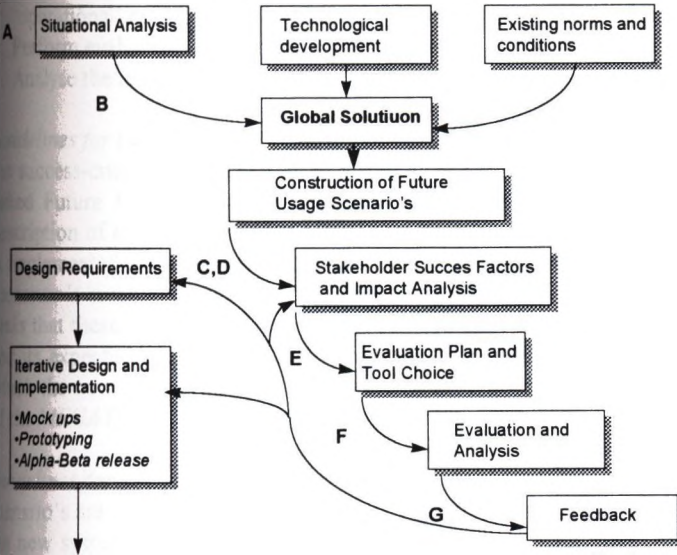 A
Situational Analysis
Technological
development
Existing norms and
conditions
B
Global Solutiuon
Construction of Future
Usage Scenario's
Design Requirements
C,D
Stakeholder Succes Factors
and Impact Analysis
Iterative Design and
Implementation
•Mock ups
•Prototyping
•Alpha-Beta release
E
Evaluation Plan and
Tool Choice
F
Evaluation and
Analysis
G
Feedback